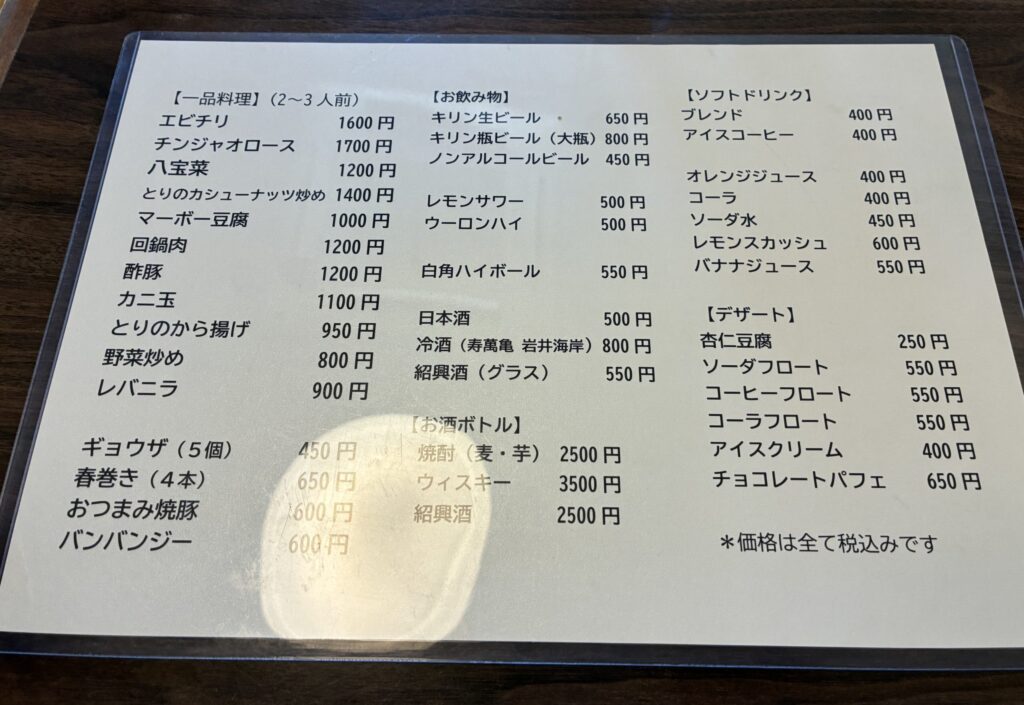 【一品料理】（2～3人前）
エビチリ 1600円
チンジャオロース 1700円
八宝菜 1200円
とりのカシューナッツ炒め 1400円
マーボー豆腐 1000円
回鍋肉 1200円
酢豚 1200円
カニ玉 1100円
とりのから揚げ 950円
野菜炒め 800円
レバニラ 900円
ギョウザ（５個） 450円
春巻き（４本） 650円
おつまみ焼豚 600円
バンバンジー 600円
【お飲み物】
キリン生ビール 650円
キリン瓶ビール（大瓶） 800円
ノンアルコールビール 450円
レモンサワー 500円
ウーロンハイ 500円
白角ハイボール 550円
日本酒 500円
冷酒（寿萬亀 岩井海岸） 800円
紹興酒（グラス） 550円
【お酒ボトル】
焼酎（麦・芋） 2500円
ウィスキー 3500円
紹興酒 2500円
【ソフトドリンク】
ブレンド 400円
アイスコーヒー 400円
オレンジジュース 400円
コーラ 400円
ソーダ水 450円
レモンスカッシュ 600円
バナナジュース 550円
【デザート】
杏仁豆腐 250円
ソーダフロート 550円
コーヒーフロート 550円
コーラフロート 550円
アイスクリーム 400円
チョコレートパフェ 650円
＊価格は全て税込みです